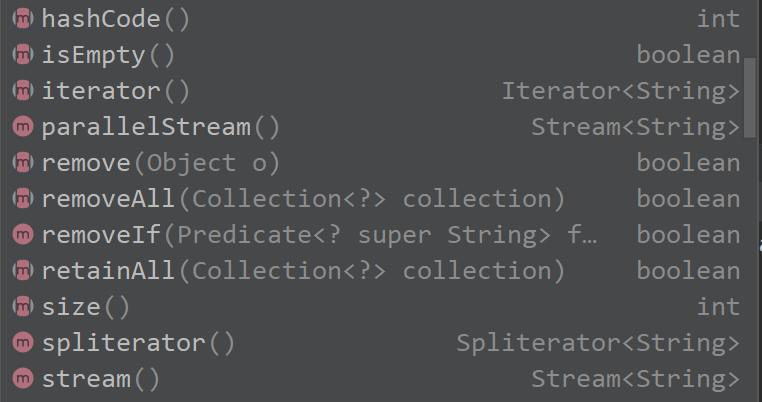 hashCode() int
isEmpty() boolean
iterator() Iterator<String>
parallelStream() Stream<String>
remove(Object o) boolean
removeAll(Collection<?> collection) boolean
removeIf(Predicate<? super String> f… boolean
retainAll(Collection<?> collection) boolean
size() int
spliterator() Spliterator<String>
stream() Stream<String>